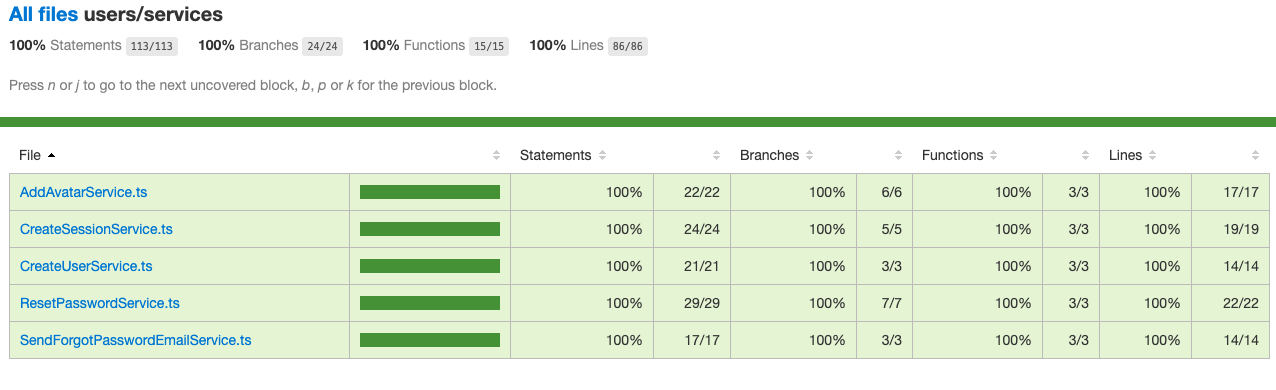 All files users/services
100% Statements 113/113 100% Branches 24/24 100% Functions 15/15 100% Lines 86/86
Press n or j to go to the next uncovered block, b, p or k for the previous block.
File Statements Branches Functions Lines
AddAvatarService.ts 100% 22/22 100% 6/6 100% 3/3 100% 17/17
CreateSessionService.ts 100% 24/24 100% 5/5 100% 3/3 100% 19/19
CreateUserService.ts 100% 21/21 100% 3/3 100% 3/3 100% 14/14
ResetPasswordService.ts 100% 29/29 100% 7/7 100% 3/3 100% 22/22
SendForgotPasswordEmailService.ts 100% 17/17 100% 3/3 100% 3/3 100% 14/14